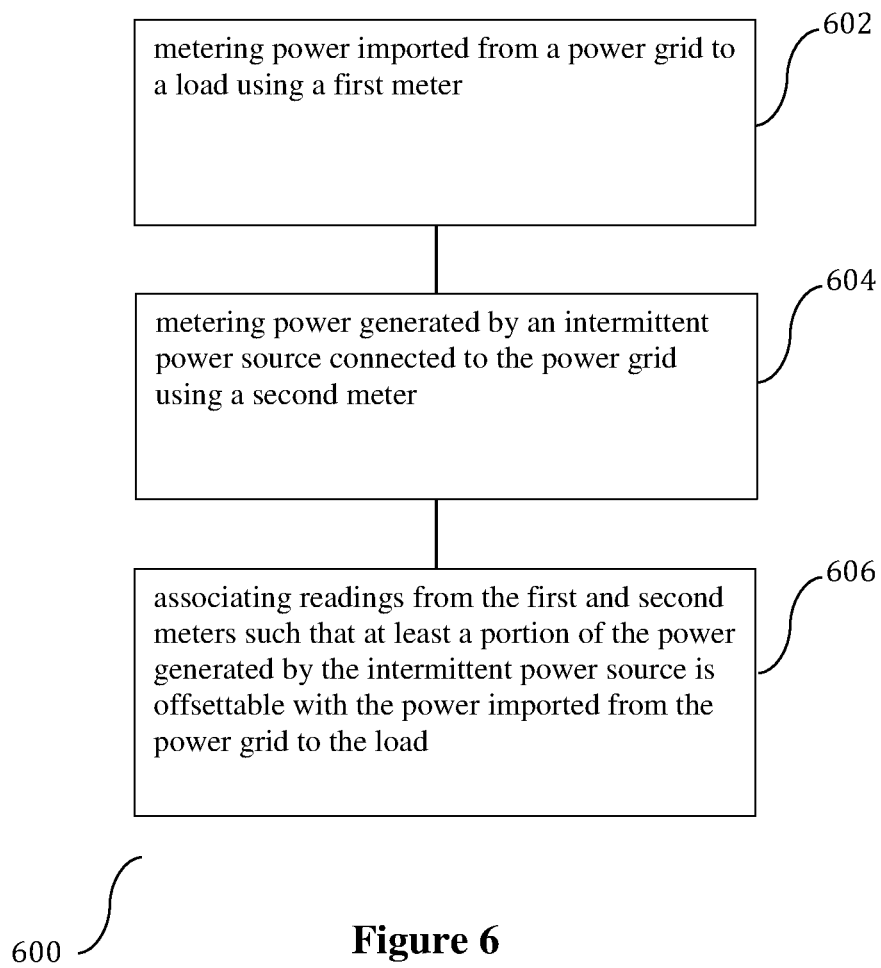 602
metering power imported from a power grid to
a load using a first meter
604
metering power generated by an intermittent
power source connected to the power grid
using a second meter
606
associating readings from the first and second
meters such that at least a portion of the power
generated by the intermittent power source is
offsettable with the power imported from the
power grid to the load
600
Figure 6